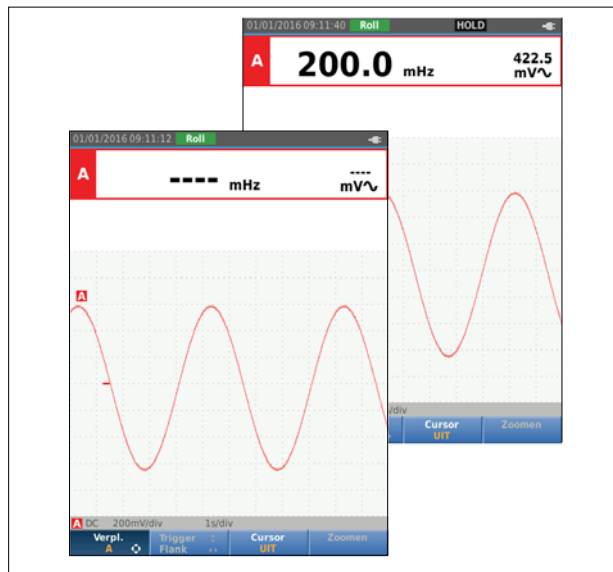 01/01/2016 09:11:40 Roll HOLD
A 200.0 mHz 422.5 mV
01/01/2016 09:11:12 Roll
A ---- mHz ---- mV
A
/div
Cursor Zoomen
UIT
A DC 200mV/div 1s/div
Verpl. Trigger Cursor Zoomen
A Flank UIT